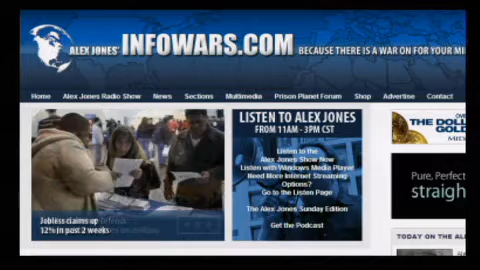 ALEX JONES' INFOWARS.COM BECAUSE THERE IS A WAR ON FOR YOUR MI
Home Alex Jones Radio Show News Sections Multimedia Prison Planet Forum Shop Advertise Contact
Jobless claims up
12% in past 2 weeks
LISTEN TO ALEX JONES
FROM 11AM - 3PM CST
Listen to the
Alex Jones Show Now
Listen with Windows Media Player
Need More Internet Streaming
Options?
Go to the Listen Page
The Alex Jones Sunday Edition
Get the Podcast
THE DOLL
GOLD
Pure, Perfect
straigh
TODAY ON THE AL